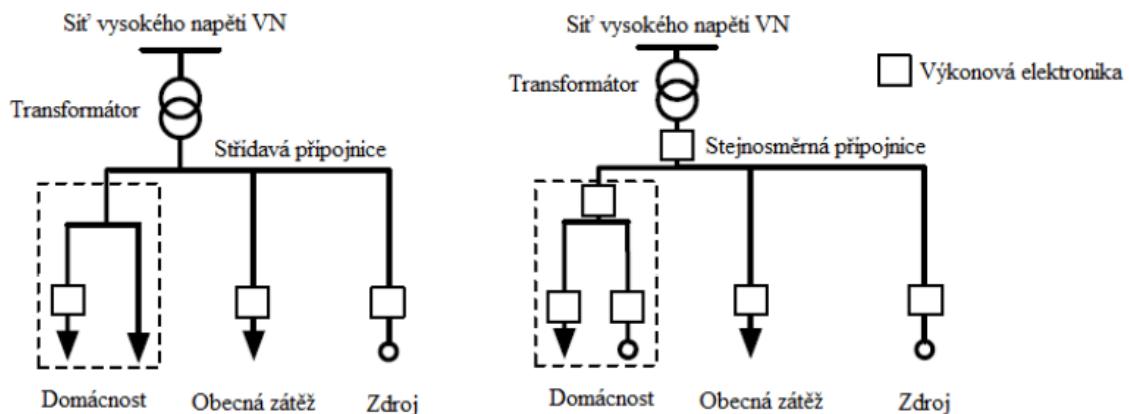 Síť vysokého napětí VN
Transformátor
Střídavá přípojnice
Domácnost
Obecná zátěž
Zdroj
Síť vysokého napětí VN
Transformátor
Stejnosměrná přípojnice
Domácnost
Obecná zátěž
Zdroj
Výkonová elektronika